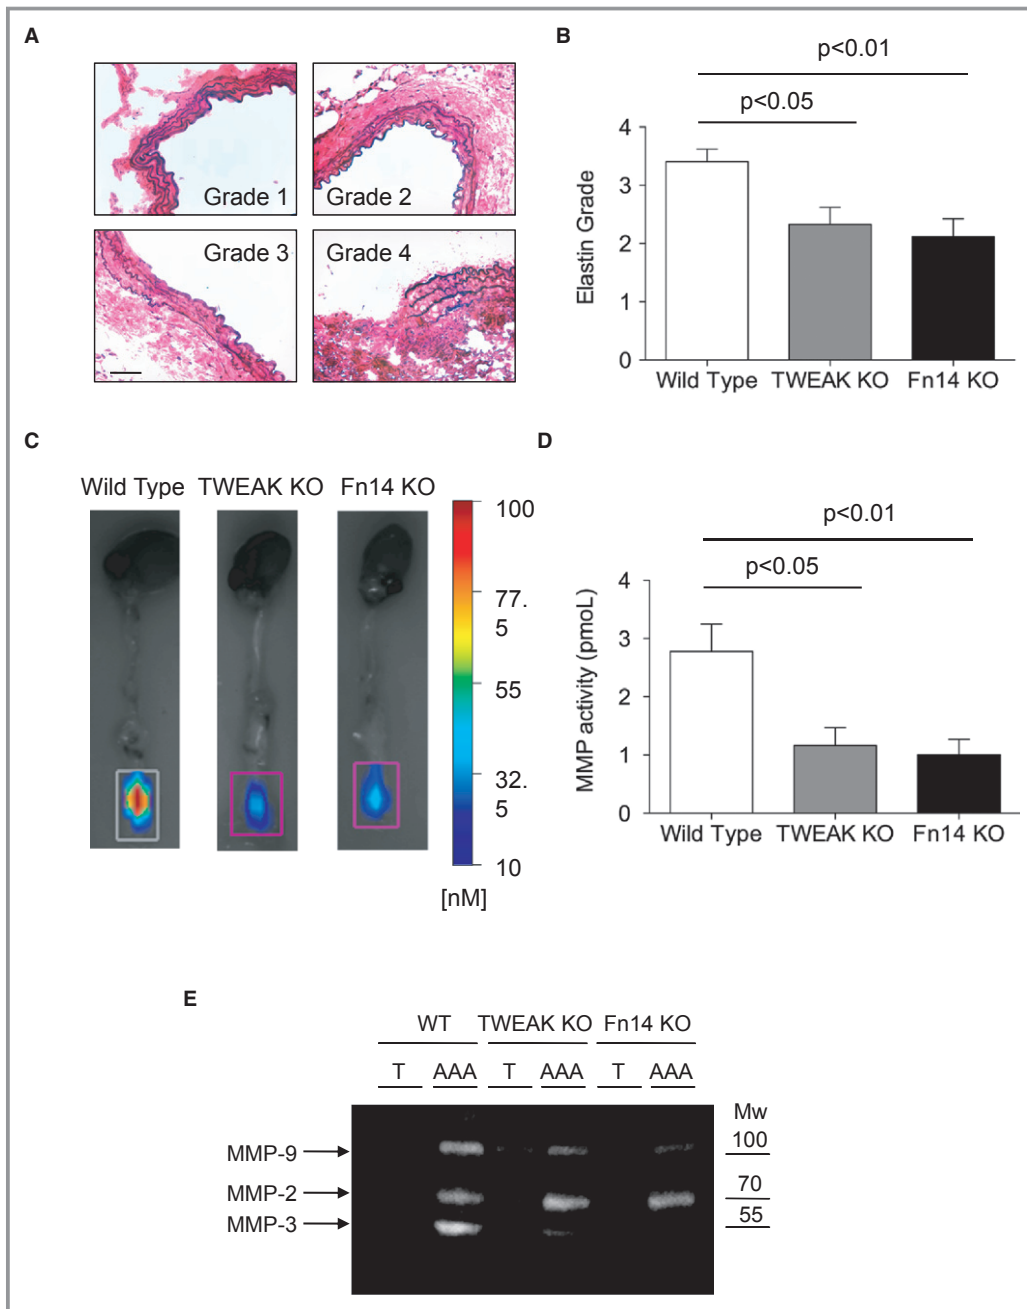 A
Grade 1
Grade 2
Grade 3
Grade 4
B
p<0.01
p<0.05
4
3
2
1
0
Elastin Grade
Wild Type TWEAK KO Fn14 KO
C
Wild Type TWEAK KO Fn14 KO
100
77.
5
55
32.
5
10
[nM]
D
p<0.01
p<0.05
4
3
2
1
0
MMP activity (pmoL)
Wild Type TWEAK KO Fn14 KO
E
WT TWEAK KO Fn14 KO
T AAA T AAA T AAA
Mw
MMP-9 100
MMP-2 70
MMP-3 55